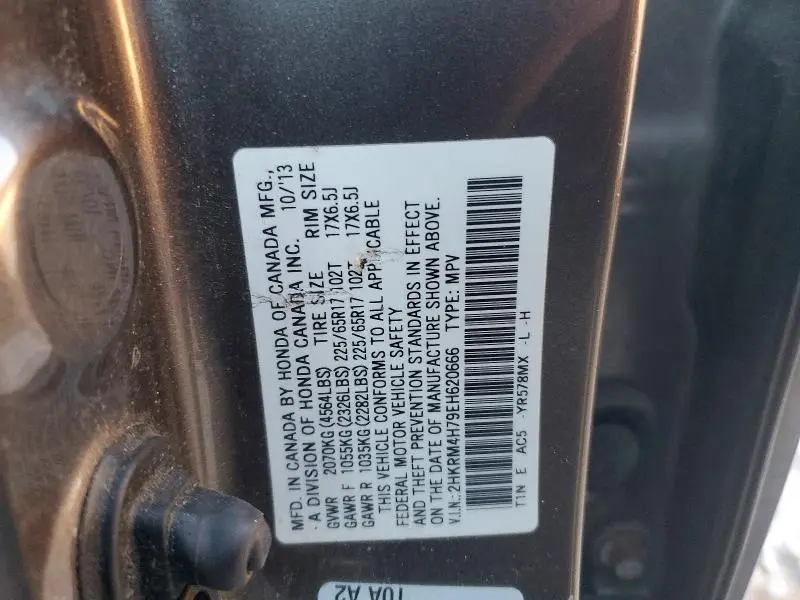 MFD. IN CANADA BY HONDA OF CANADA MFG.,
A DIVISION OF HONDA CANADA INC. 10/'13
GVWR 2070KG(4564LBS) TIRE SIZE RIM SIZE
GAWR F 1055KG(2326LBS) 225/65R17 102T 17X6.5J
GAWR R 1035KG(2282LBS) 225/65R17 102T 17X6.5J
THIS VEHICLE CONFORMS TO ALL APPLICABLE
FEDERAL MOTOR VEHICLE SAFETY
AND THEFT PREVENTION STANDARDS IN EFFECT
ON THE DATE OF MANUFACTURE SHOWN ABOVE.
V.I.N.: 2HKRM4H79EH620666 TYPE: MPV
T1N E AC5 -YR578MX -L -H
10A A2